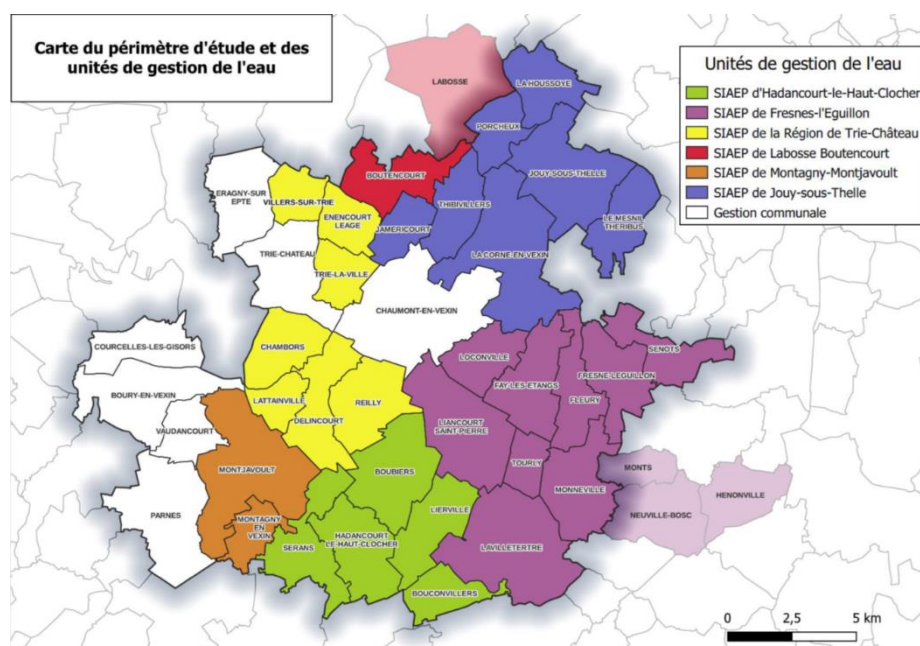 Carte du périmètre d'étude et des
unités de gestion de l'eau
Unités de gestion de l'eau
SIAEP d'Hadancourt-le-Haut-Clocher
SIAEP de Fresnes-l'Eguillon
SIAEP de la Région de Trie-Château
SIAEP de Labosse Boutencourt
SIAEP de Montagny-Montjavoult
SIAEP de Jouy-sous-Thelle
Gestion communale
LABOSSE
LA HOUSSOYE
PORCHEUX
BOUTENCOURT
JOUY-SOUS-THELLE
ERAGNY-SUR
EPTE
VILLERS-SUR-TRIE
ENENCOURT
LEAGE
THIBIVILLERS
LE-MESNIL
THERIBUS
JAMERICOURT
TRIE-CHATEAU
LA CORNE-EN-VEXIN
TRIE-LA-VILLE
CHAUMONT-EN-VEXIN
COURCELLES-LES-GISORS
CHAMBORS
LOCONVILLE
SENOTS
FAY-LES-ETANGS
FRESNE-LEGUILLON
BOURY-EN-VEXIN
LATTAINVILLE
REILLY
FLEURY
DELINCOURT
LIANCOURT
SAINT-PIERRE
VAUDANCOURT
MONTJAVOULT
BOUBIERS
TOURLY
MONTS
MONNEVILLE
HENONVILLE
PARNES
MONTAGNY
EN
VEXIN
LIERVILLE
NEUVILLE-BOSC
HADANCOURT
LE-HAUT-CLOCHER
SERANS
LAVILLETERTRE
BOUCONVILLERS
0 2,5 5 km